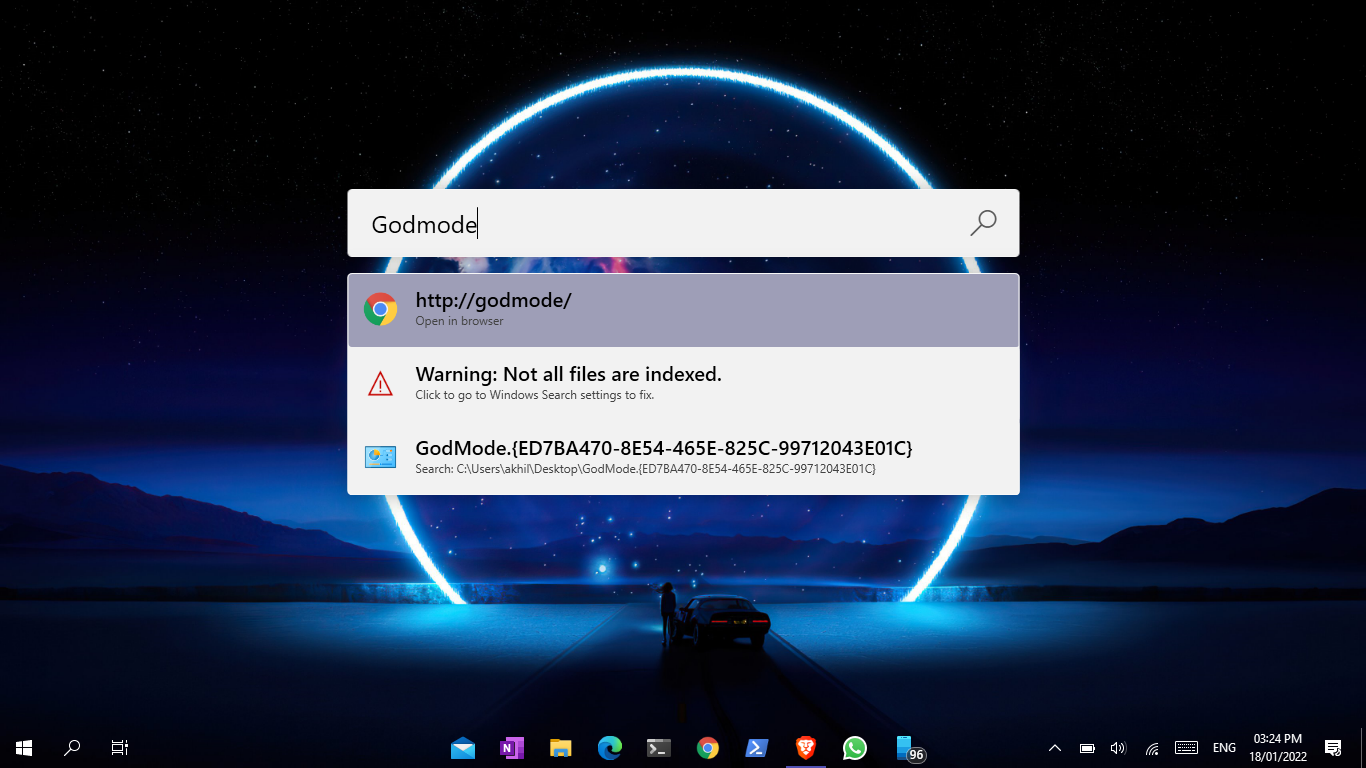 Godmode
http://godmode/
Open in browser
Warning: Not all files are indexed.
Click to go to Windows Search settings to fix.
GodMode.{ED7BA470-8E54-465E-825C-99712043E01C}
Search: C:\Users\akhil\Desktop\GodMode.{ED7BA470-8E54-465E-825C-99712043E01C}
N
96
ENG
03:24 PM
18/01/2022